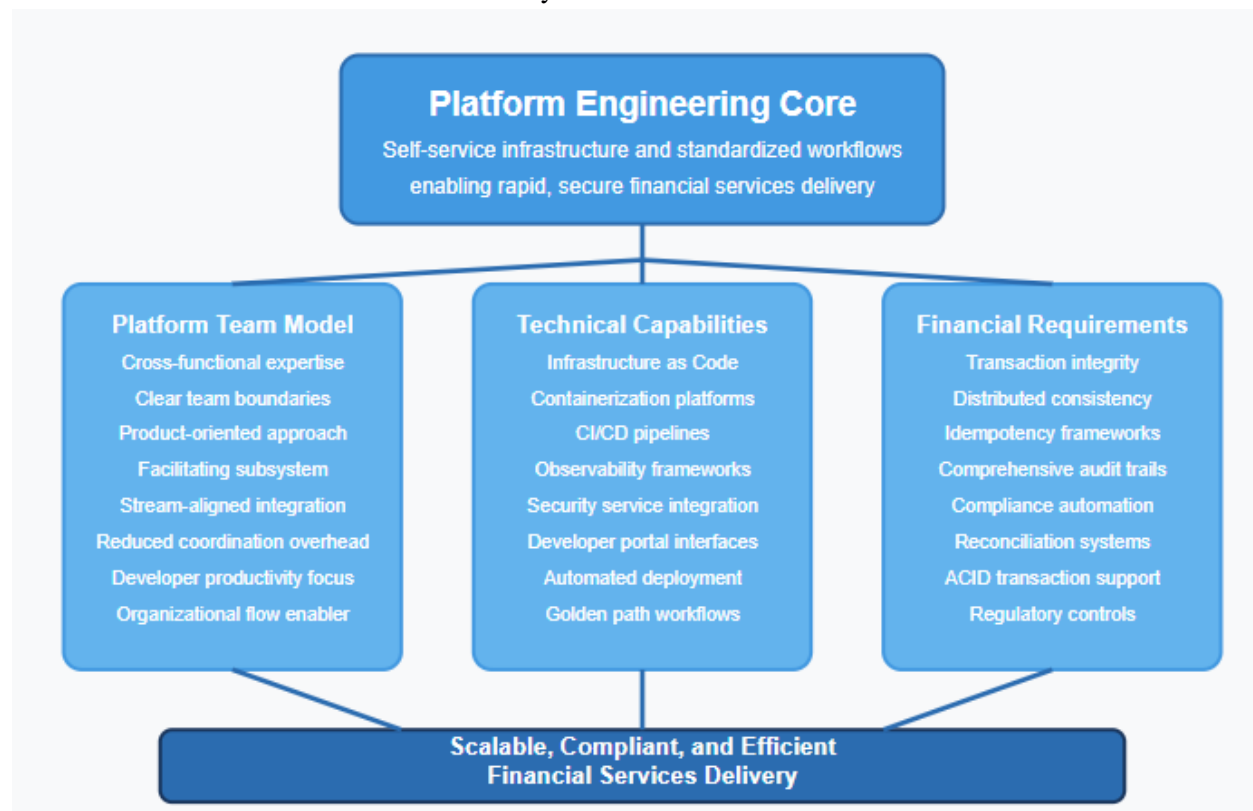 Platform Engineering Core
Self-service infrastructure and standardized workflows
enabling rapid, secure financial services delivery
Platform Team Model
Cross-functional expertise
Clear team boundaries
Product-oriented approach
Facilitating subsystem
Stream-aligned integration
Reduced coordination overhead
Developer productivity focus
Organizational flow enabler
Technical Capabilities
Infrastructure as Code
Containerization platforms
CI/CD pipelines
Observability frameworks
Security service integration
Developer portal interfaces
Automated deployment
Golden path workflows
Financial Requirements
Transaction integrity
Distributed consistency
Idempotency frameworks
Comprehensive audit trails
Compliance automation
Reconciliation systems
ACID transaction support
Regulatory controls
Scalable, Compliant, and Efficient
Financial Services Delivery